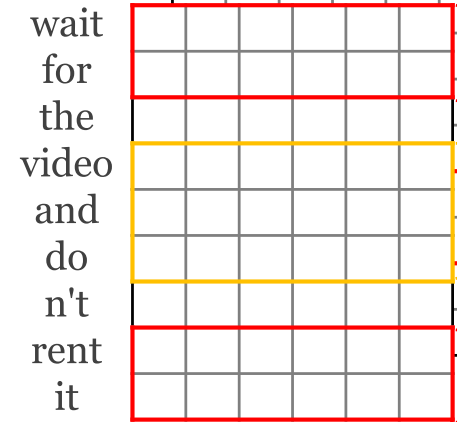 wait
for
the
video
and
do
n't
rent
it